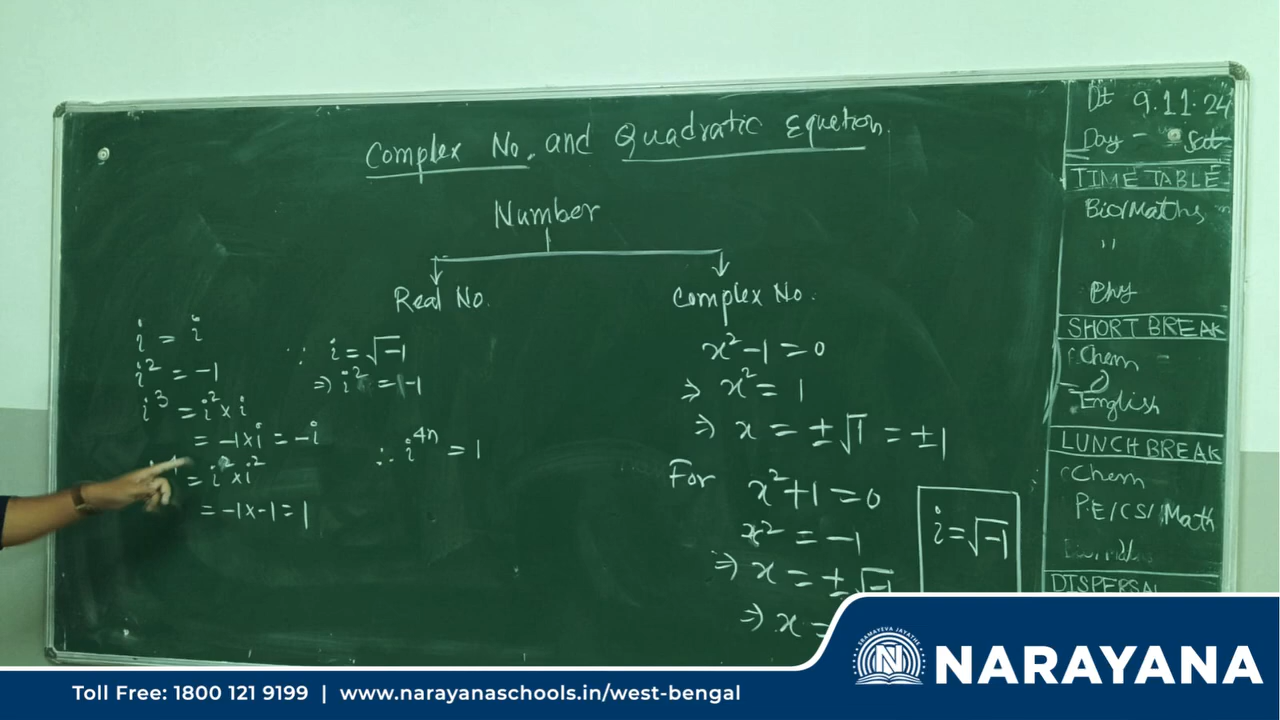 Complex No. and Quadratic Equetion.
Number
Real No.
Complex No.
i = i
i² = -1
i³ = i² × i
= -1 × i = -i
= i² × i²
= -1 × -1 = 1
∵ i = √-1
⇒ i² = -1
∴ i⁴ⁿ = 1
x² - 1 = 0
⇒ x² = 1
⇒ x = ± √1 = ±1
For x² + 1 = 0
x² = -1
⇒ x = ± √-1
⇒ x =
i = √-1
Dt 9.11.24
Day - Sat
TIME TABLE
Bio/Maths
"
Phy
SHORT BREAK
Chem
English
LUNCH BREAK
Chem
P.E/CS/Math
DISPERSAL
ESRAMAYEVA JAYATHE
N
NARAYANA
Toll Free: 1800 121 9199 | www.narayanaschools.in/west-bengal